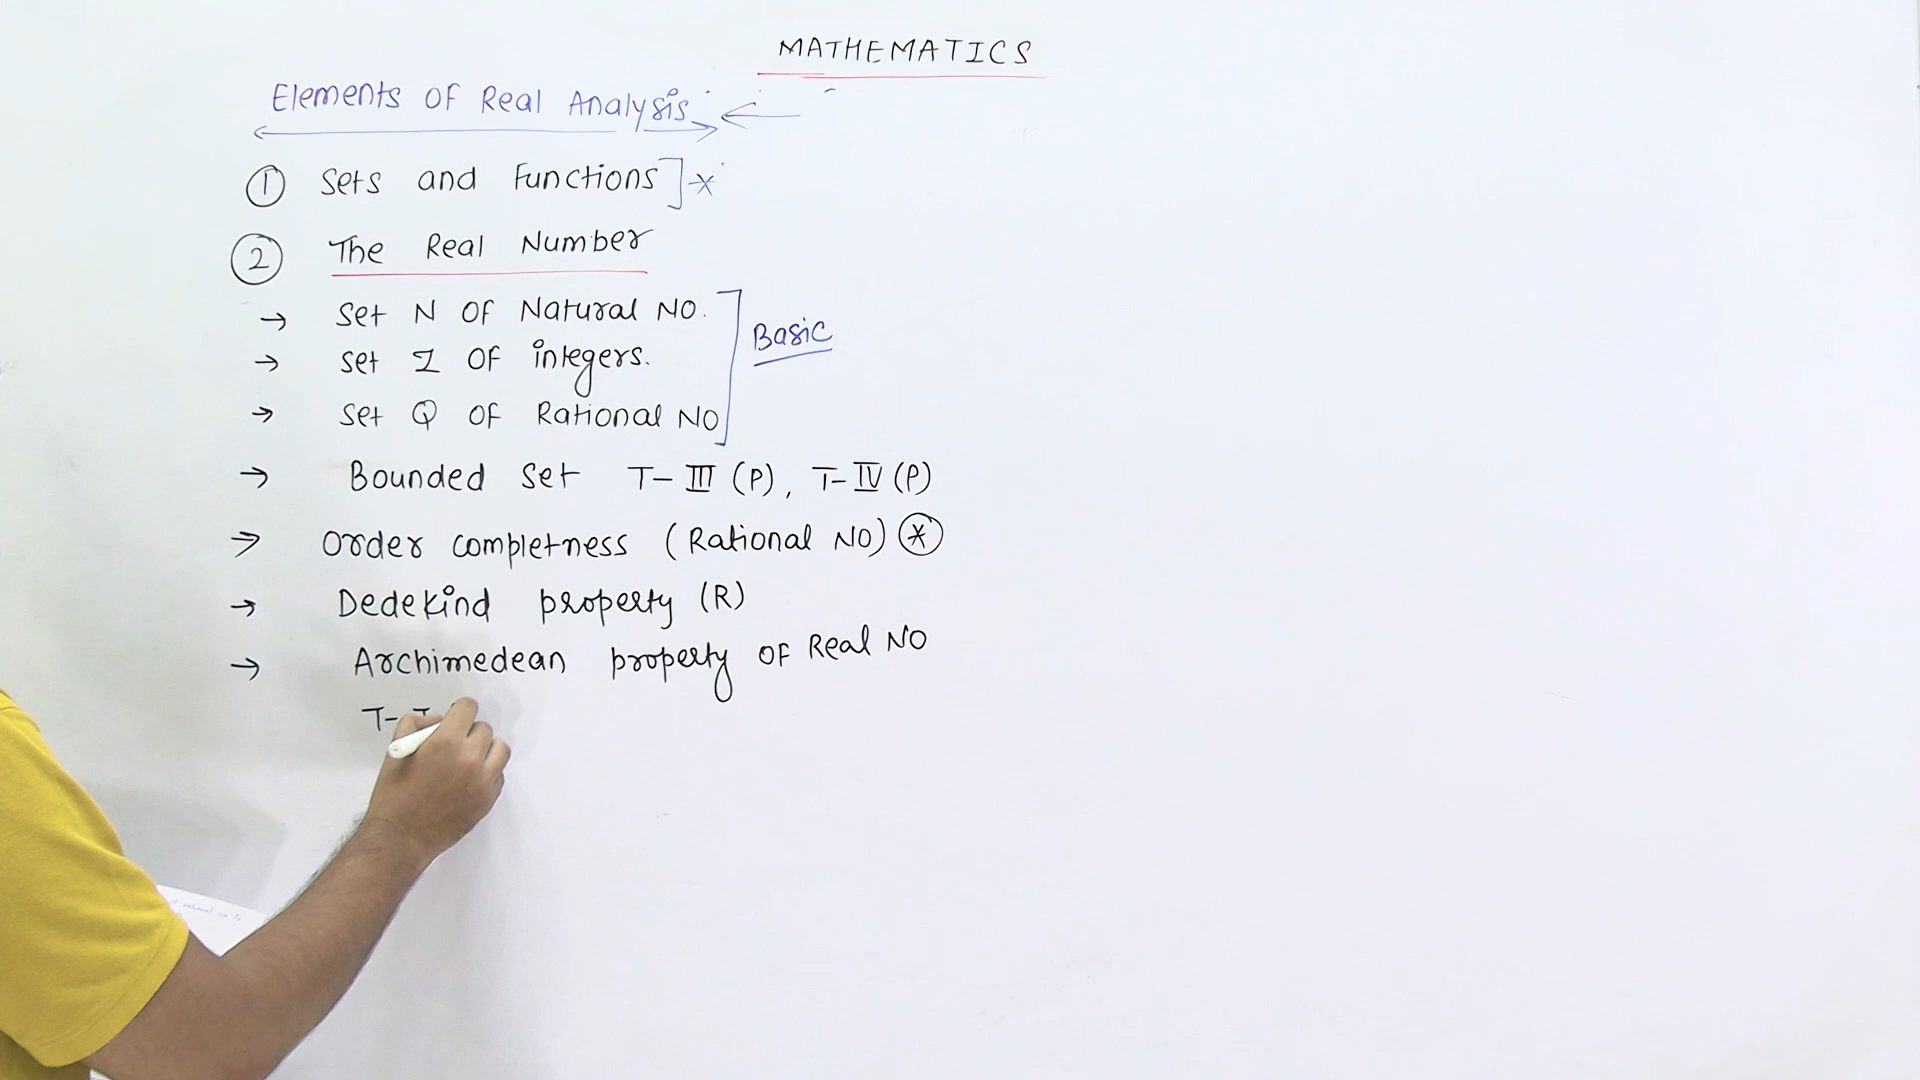 MATHEMATICS
Elements OF Real Analysis
1 Sets and Functions ] *
2 The Real Number
→ Set N OF Natural NO.
→ Set Z OF integers.
Basic
→ Set Q OF Rational NO
→ Bounded Set T-III (P), T-IV (P)
→ Order completness (Rational NO) *
→ Dedekind property (R)
→ Archimedean property OF Real NO
T-